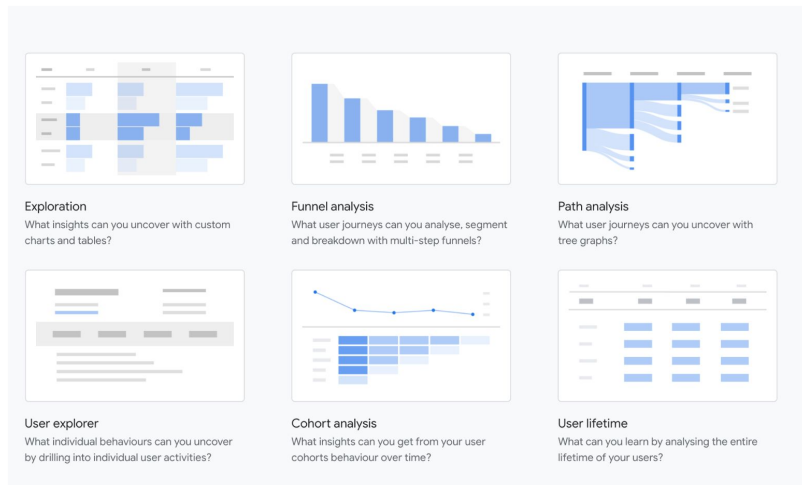 Exploration
What insights can you uncover with custom
charts and tables?
Funnel analysis
What user journeys can you analyse, segment
and breakdown with multi-step funnels?
Path analysis
What user journeys can you uncover with
tree graphs?
User explorer
What individual behaviours can you uncover
by drilling into individual user activities?
Cohort analysis
What insights can you get from your user
cohorts behaviour over time?
User lifetime
What can you learn by analysing the entire
lifetime of your users?